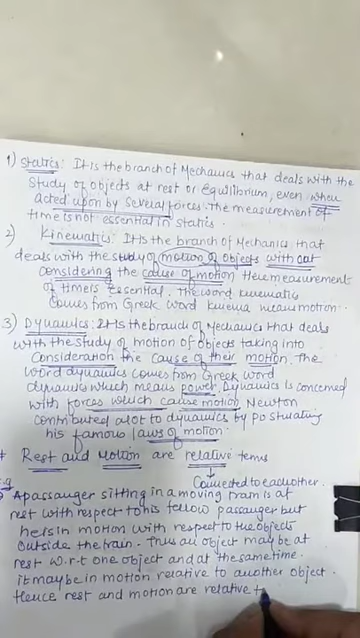 1) Statics: It is the branch of Mechanics that deals with the
study of objects at rest or Equilibrium, even when
acted upon by several forces. The measurement of
time is not essential in statics.
2) Kinematics: It is the branch of Mechanics that
deals with the study of motion of objects with out
considering the cause of motion. Here measurement
of time is Essential. The word kinematic
comes from Greek word kinema means motion.
3) Dynamics: It is the branch of Mechanics that deals
with the study of motion of objects taking into
Consideration the cause of their motion. The
word dynamics comes from Greek word
dynamis which means power. Dynamics is concerned
with forces which cause motion. Newton
contributed a lot to dynamics by postulating
his famous laws of motion.
* Rest and Motion are relative terms
Connected to each other.
e.g
A passauger sitting in a moving train is at
rest with respect to his fellow passauger but
he is in motion with respect to the objects
outside the train. Thus an object may be at
rest w.r.t one object and at the same time.
it may be in motion relative to another object.
Hence rest and motion are relative t